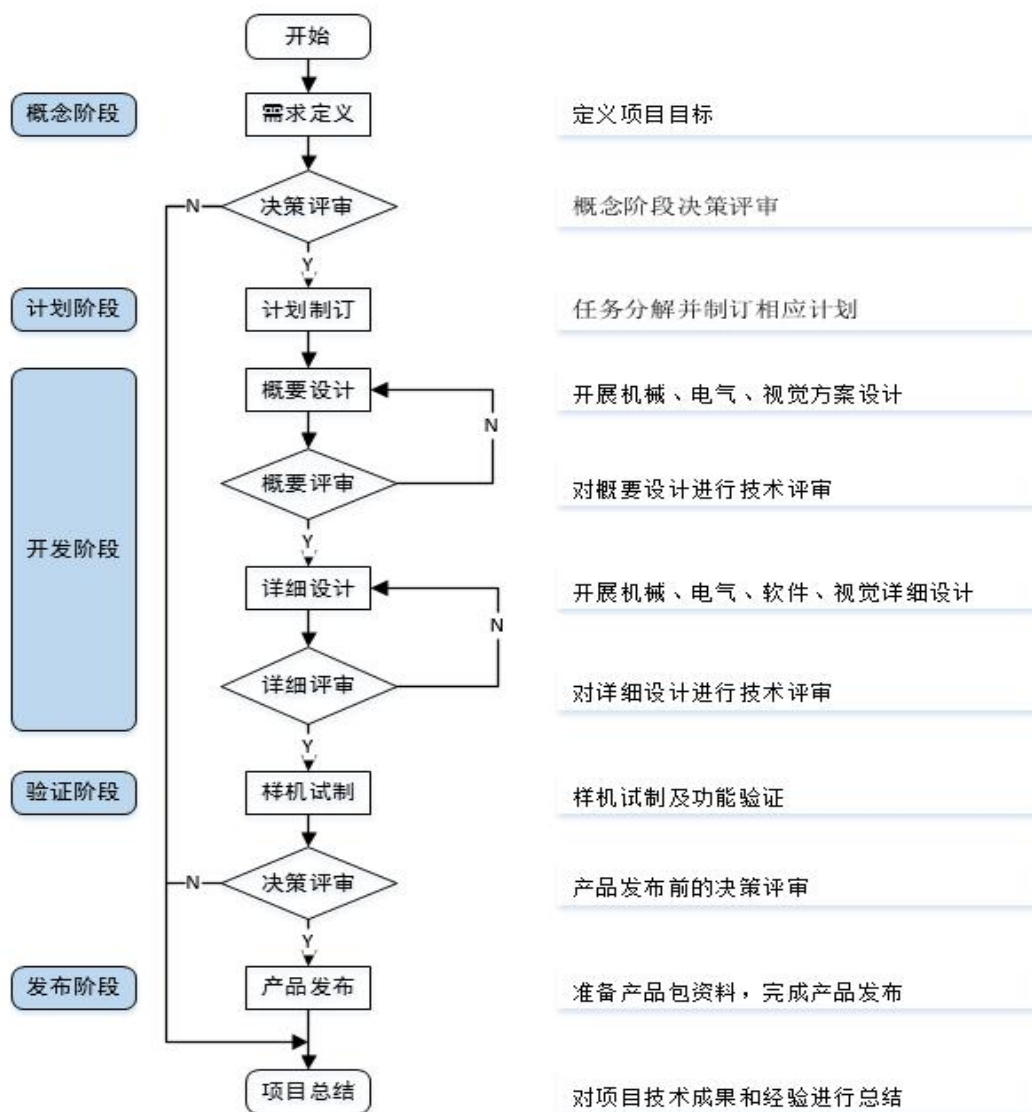 开始
概念阶段
需求定义
定义项目目标
N
决策评审
概念阶段决策评审
Y
计划阶段
计划制订
任务分解并制订相应计划
开发阶段
概要设计
开展机械、电气、视觉方案设计
N
概要评审
对概要设计进行技术评审
Y
详细设计
开展机械、电气、软件、视觉详细设计
N
详细评审
对详细设计进行技术评审
Y
验证阶段
样机试制
样机试制及功能验证
N
决策评审
产品发布前的决策评审
Y
发布阶段
产品发布
准备产品包资料，完成产品发布
项目总结
对项目技术成果和经验进行总结